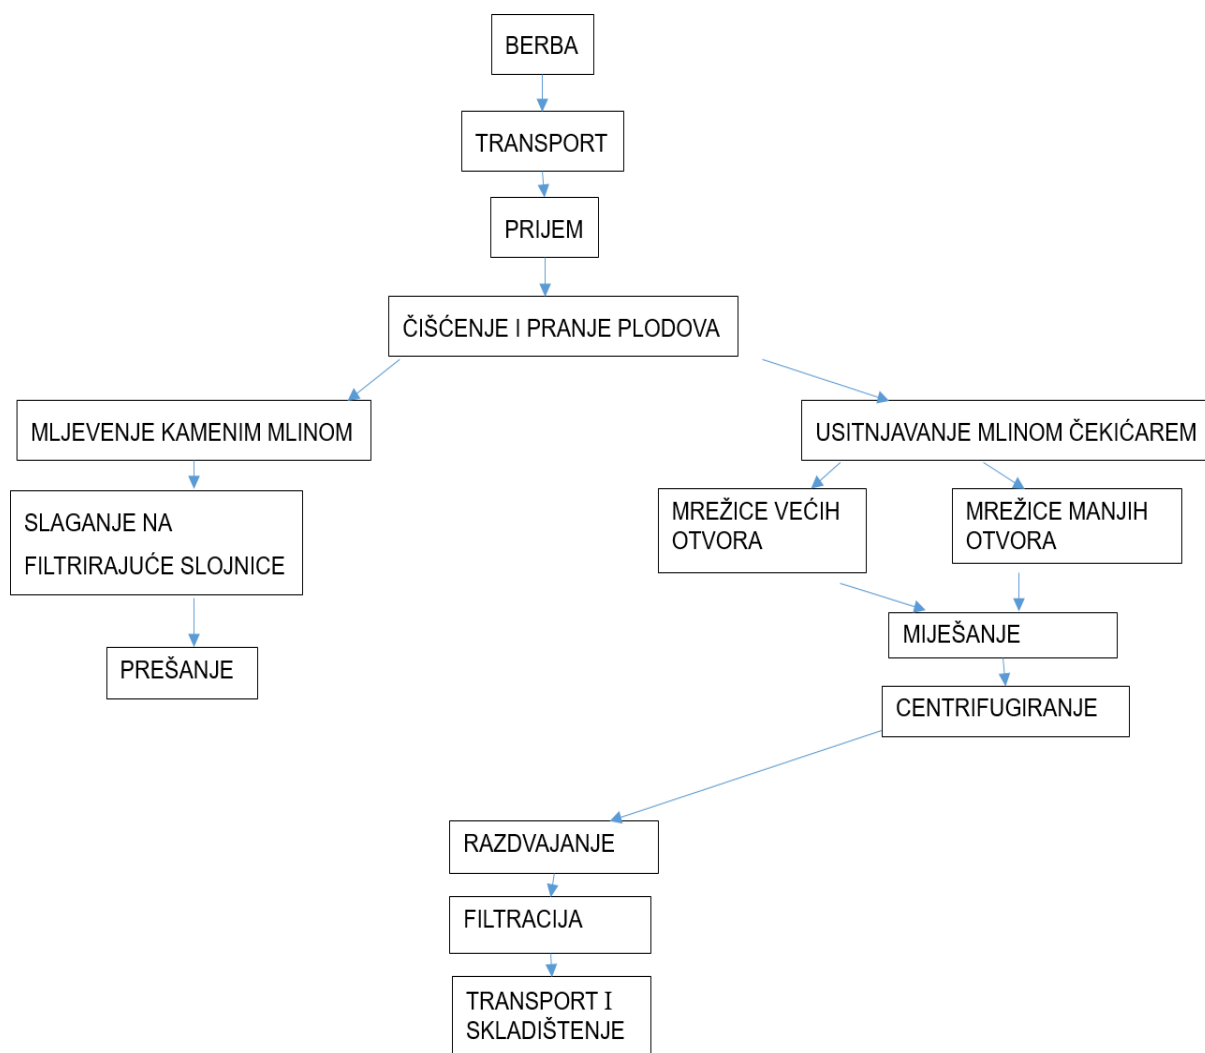 BERBA
TRANSPORT
PRIJEM
ČIŠĆENJE I PRANJE PLODOVA
MLJEVENJE KAMENIM MLINOM
USITNJAVANJE MLINOM ČEKIĆAREM
SLAGANJE NA
FILTRIRAJUĆE SLOJNICE
MREŽICE VEĆIH
OTVORA
MREŽICE MANJIH
OTVORA
PREŠANJE
MIJEŠANJE
CENTRIFUGIRANJE
RAZDVAJANJE
FILTRACIJA
TRANSPORT I
SKLADIŠTENJE